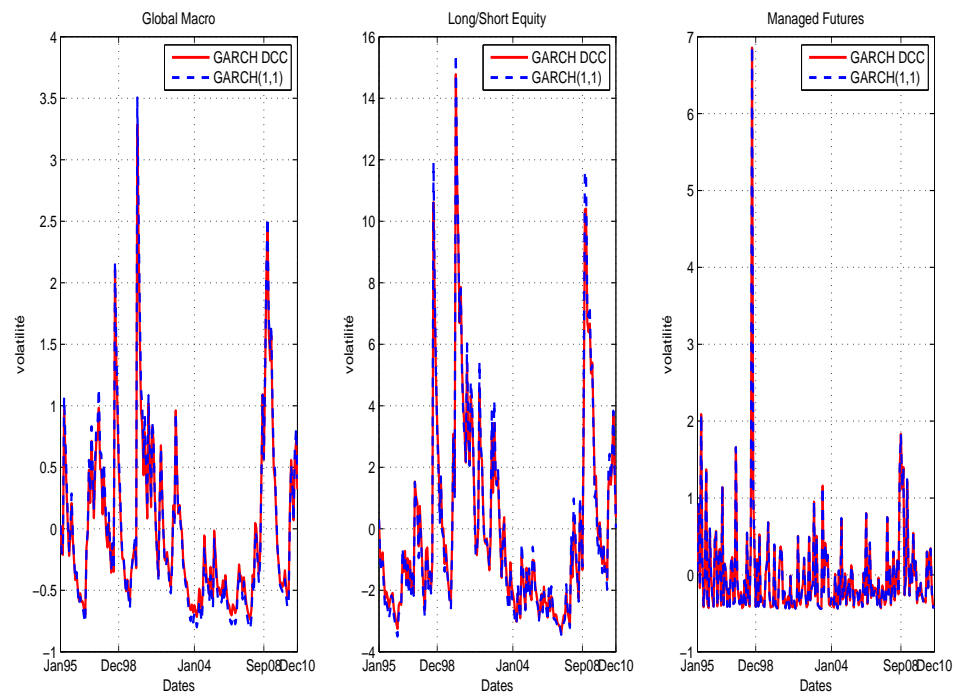 Global Macro
4
3.5
3
2.5
2
1.5
1
0.5
0
−0.5
−1
volatilité
GARCH DCC
GARCH(1,1)
Jan95
Dec98
Jan04
Sep08
Dec10
Dates
Long/Short Equity
16
14
12
10
8
6
4
2
0
−2
−4
volatilité
GARCH DCC
GARCH(1,1)
Jan95
Dec98
Jan04
Sep08
Dec10
Dates
Managed Futures
7
6
5
4
3
2
1
0
−1
volatilité
GARCH DCC
GARCH(1,1)
Jan95
Dec98
Jan04
Sep08
Dec10
Dates